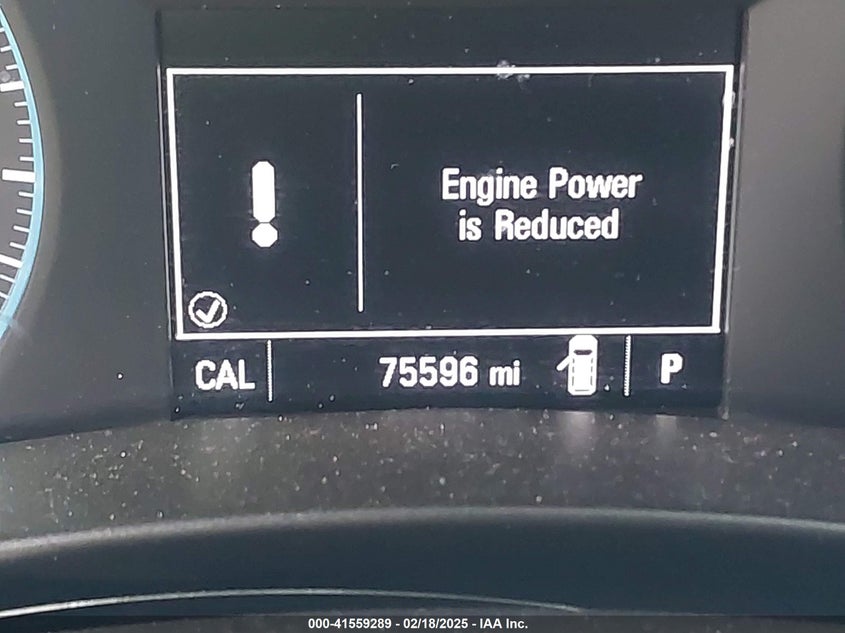 Engine Power
is Reduced
CAL 75596 mi P
000-41559289 - 02/18/2025 - IAA Inc.